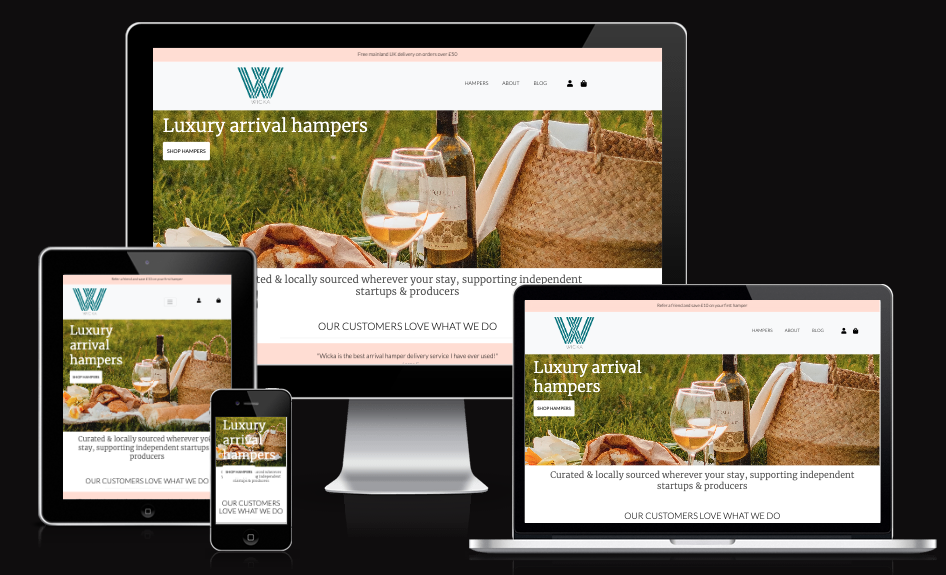 Free mainland UK delivery on orders over £50
WICKA
HAMPERS
ABOUT
BLOG
Luxury arrival hampers
SHOP HAMPERS
ted & locally sourced wherever your stay, supporting independent
startups & producers
OUR CUSTOMERS LOVE WHAT WE DO
"Wicka is the best arrival hamper delivery service I have ever used!"
Refer a friend and save £10 on your first hamper
Luxury
arrival
hampers
SHOP HAMPERS
Curated & locally sourced wherever you
stay, supporting independent startups
producers
OUR CUSTOMERS LOVE WHAT WE DO
Luxury
arrival
hampers
SHOP HAMPERS
OUR CUSTOMERS
LOVE WHAT WE DO
Refer a friend and save £10 on your first hamper
WICKA
HAMPERS
ABOUT
BLOG
Luxury arrival
hampers
SHOP HAMPERS
Curated & locally sourced wherever your stay, supporting independent
startups & producers
OUR CUSTOMERS LOVE WHAT WE DO